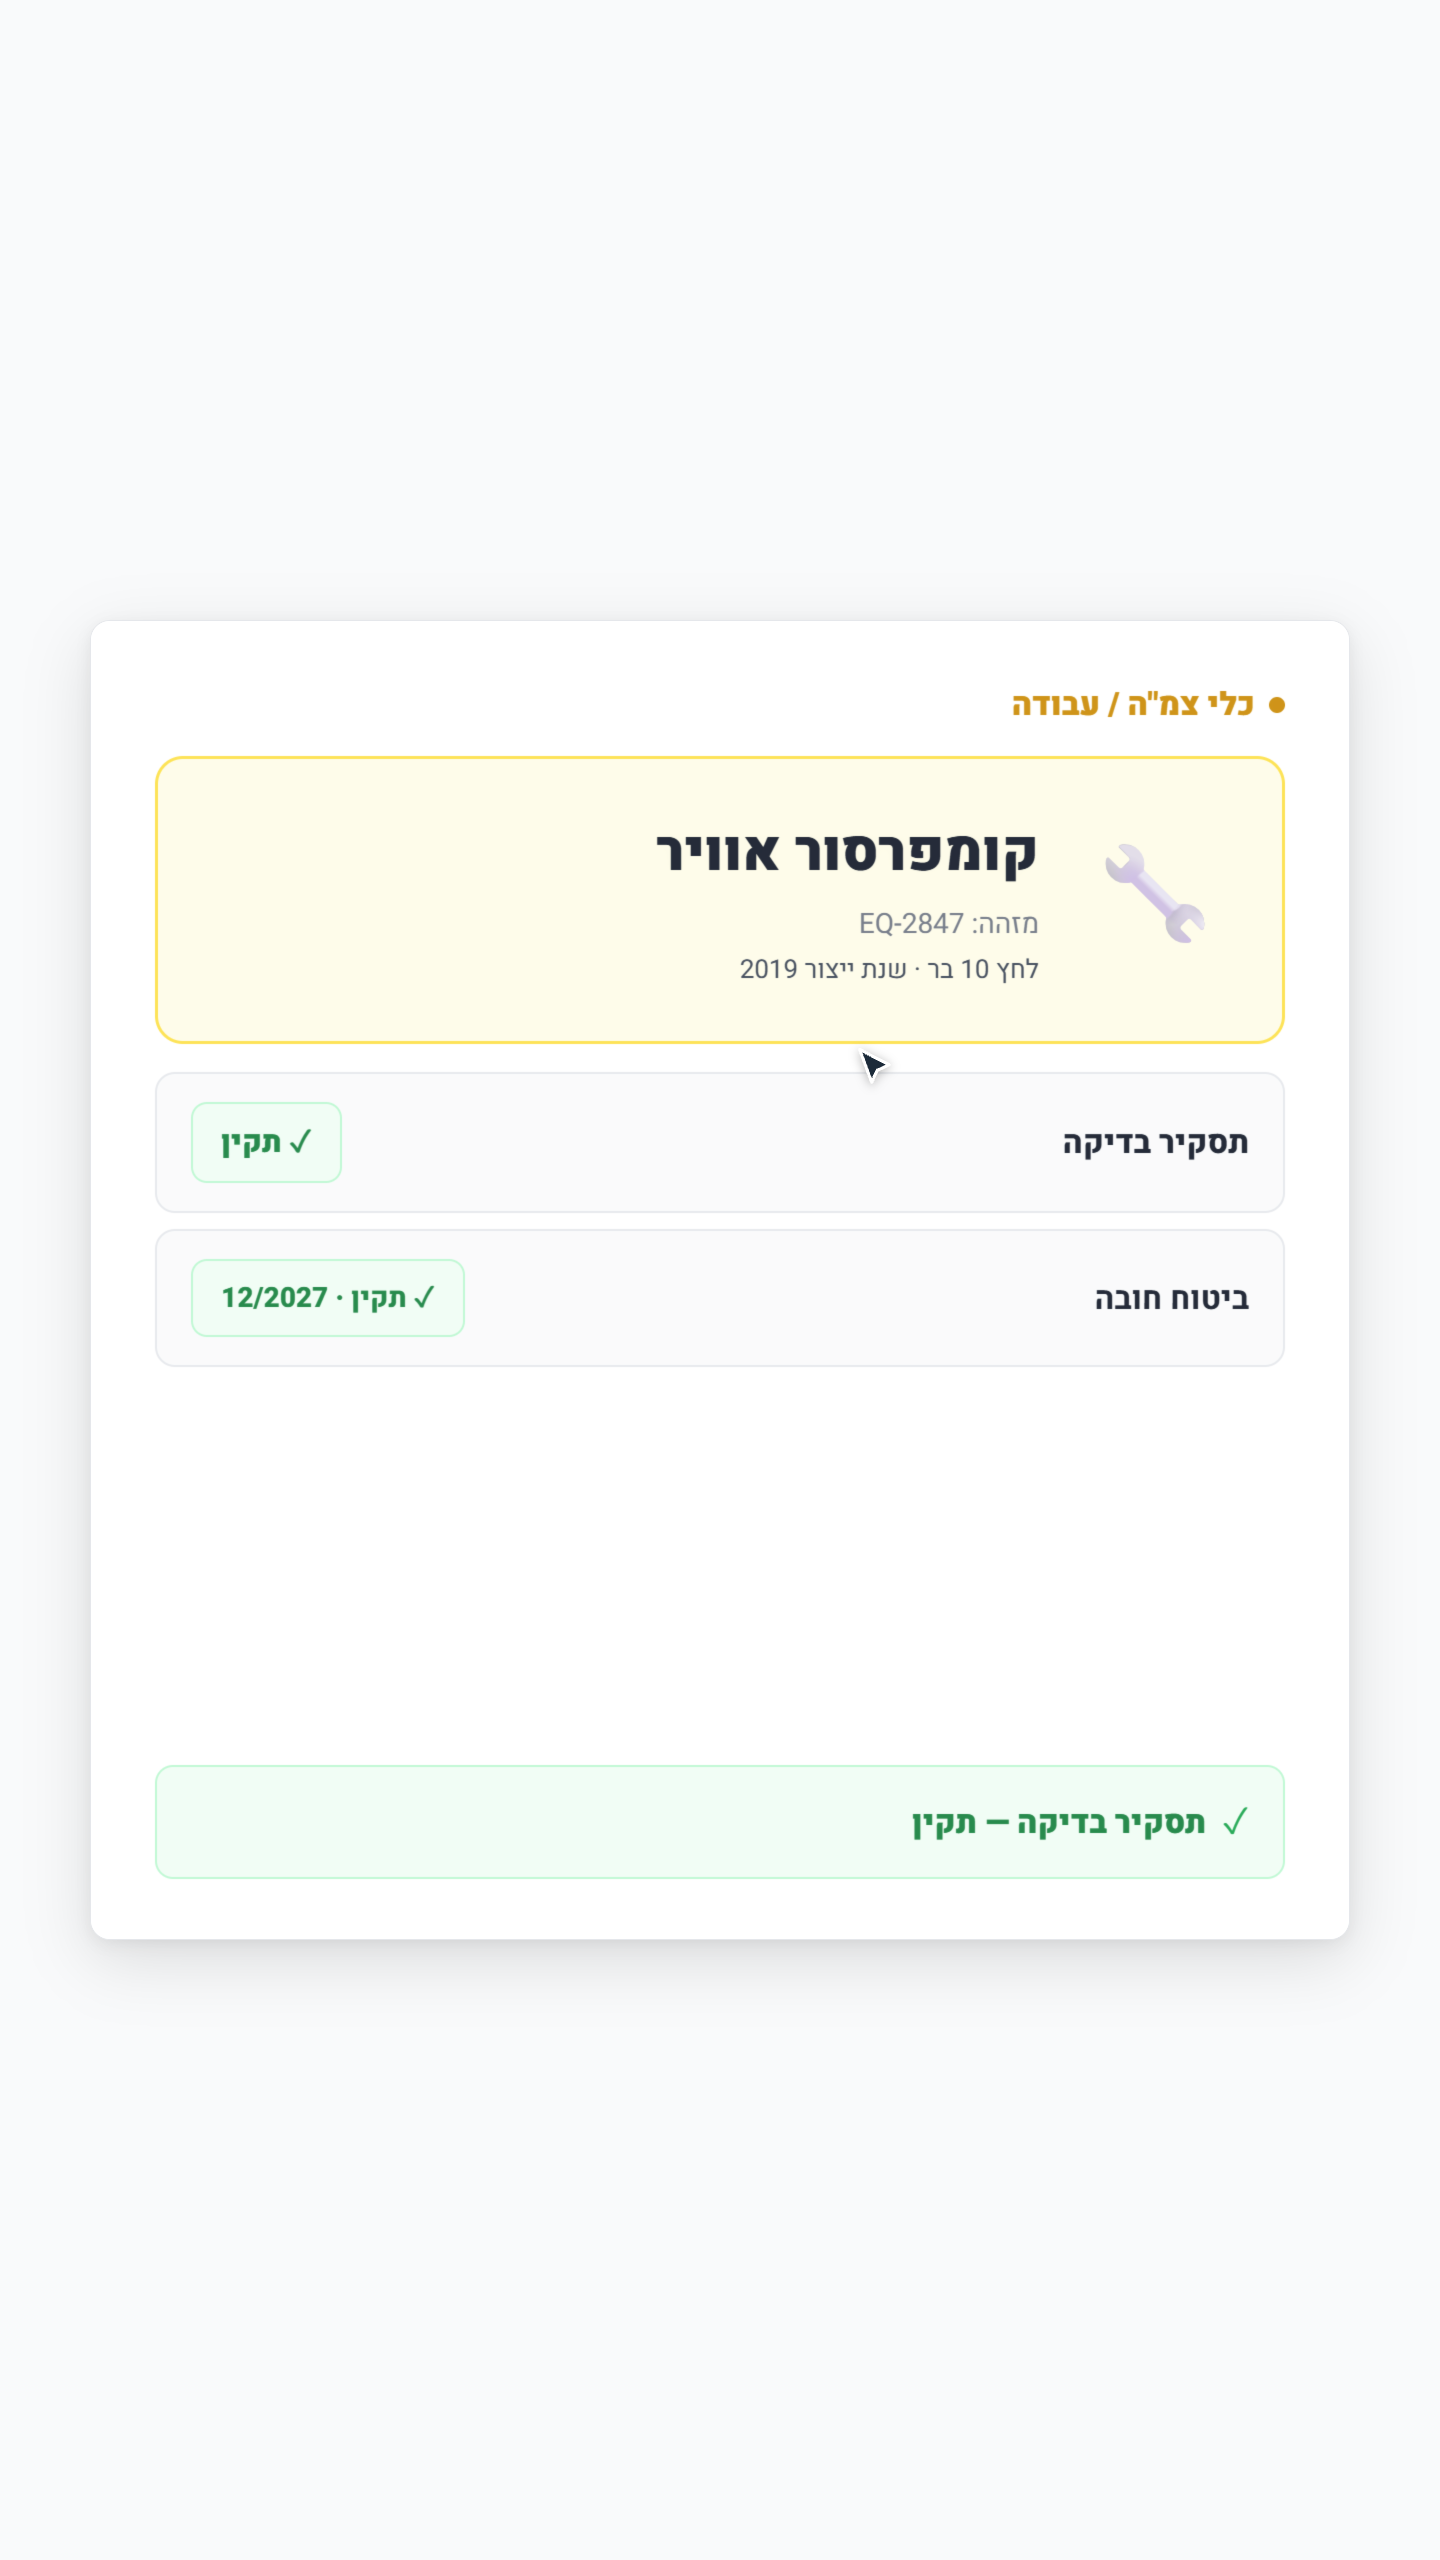 כלי צמ"ה / עבודה
קומפרסור אוויר
מזהה: EQ-2847
לחץ 10 בר · שנת ייצור 2019
תסקיר בדיקה
✓ תקין
ביטוח חובה
✓ תקין · 12/2027
✓ תסקיר בדיקה — תקין